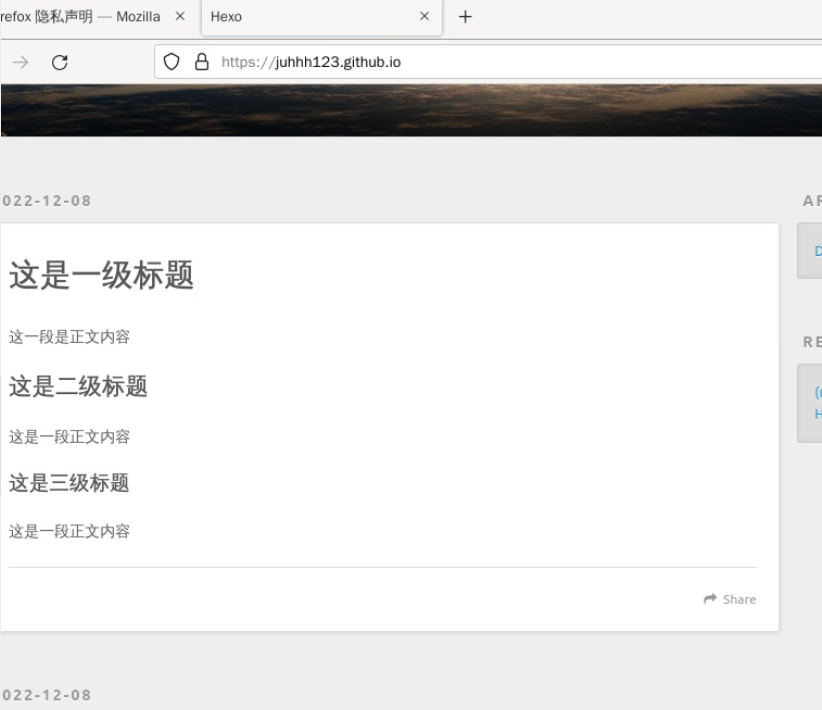 refox 隐私声明 — Mozilla
Hexo
https://juhhh123.github.io
022-12-08
AR
这是一级标题
D
这一段是正文内容
RE
这是二级标题
(
H
这是一段正文内容
这是三级标题
这是一段正文内容
Share
022-12-08